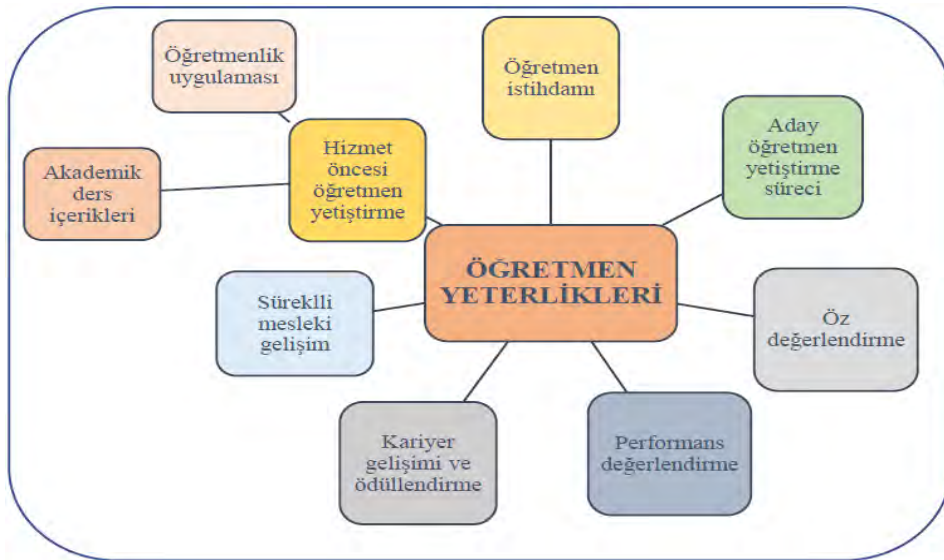 Öğretmenlik
uygulaması
Öğretmen
istihdamı
Aday
öğretmen
yetiştirme
süreci
Hizmet
öncesi
öğretmen
yetiştirme
Akademik
ders
içerikleri
ÖĞRETMEN
YETERLİKLERİ
Süreklli
mesleki
gelişim
Öz
değerlendirme
Kariyer
gelişimi ve
ödüllendirme
Performans
değerlendirme